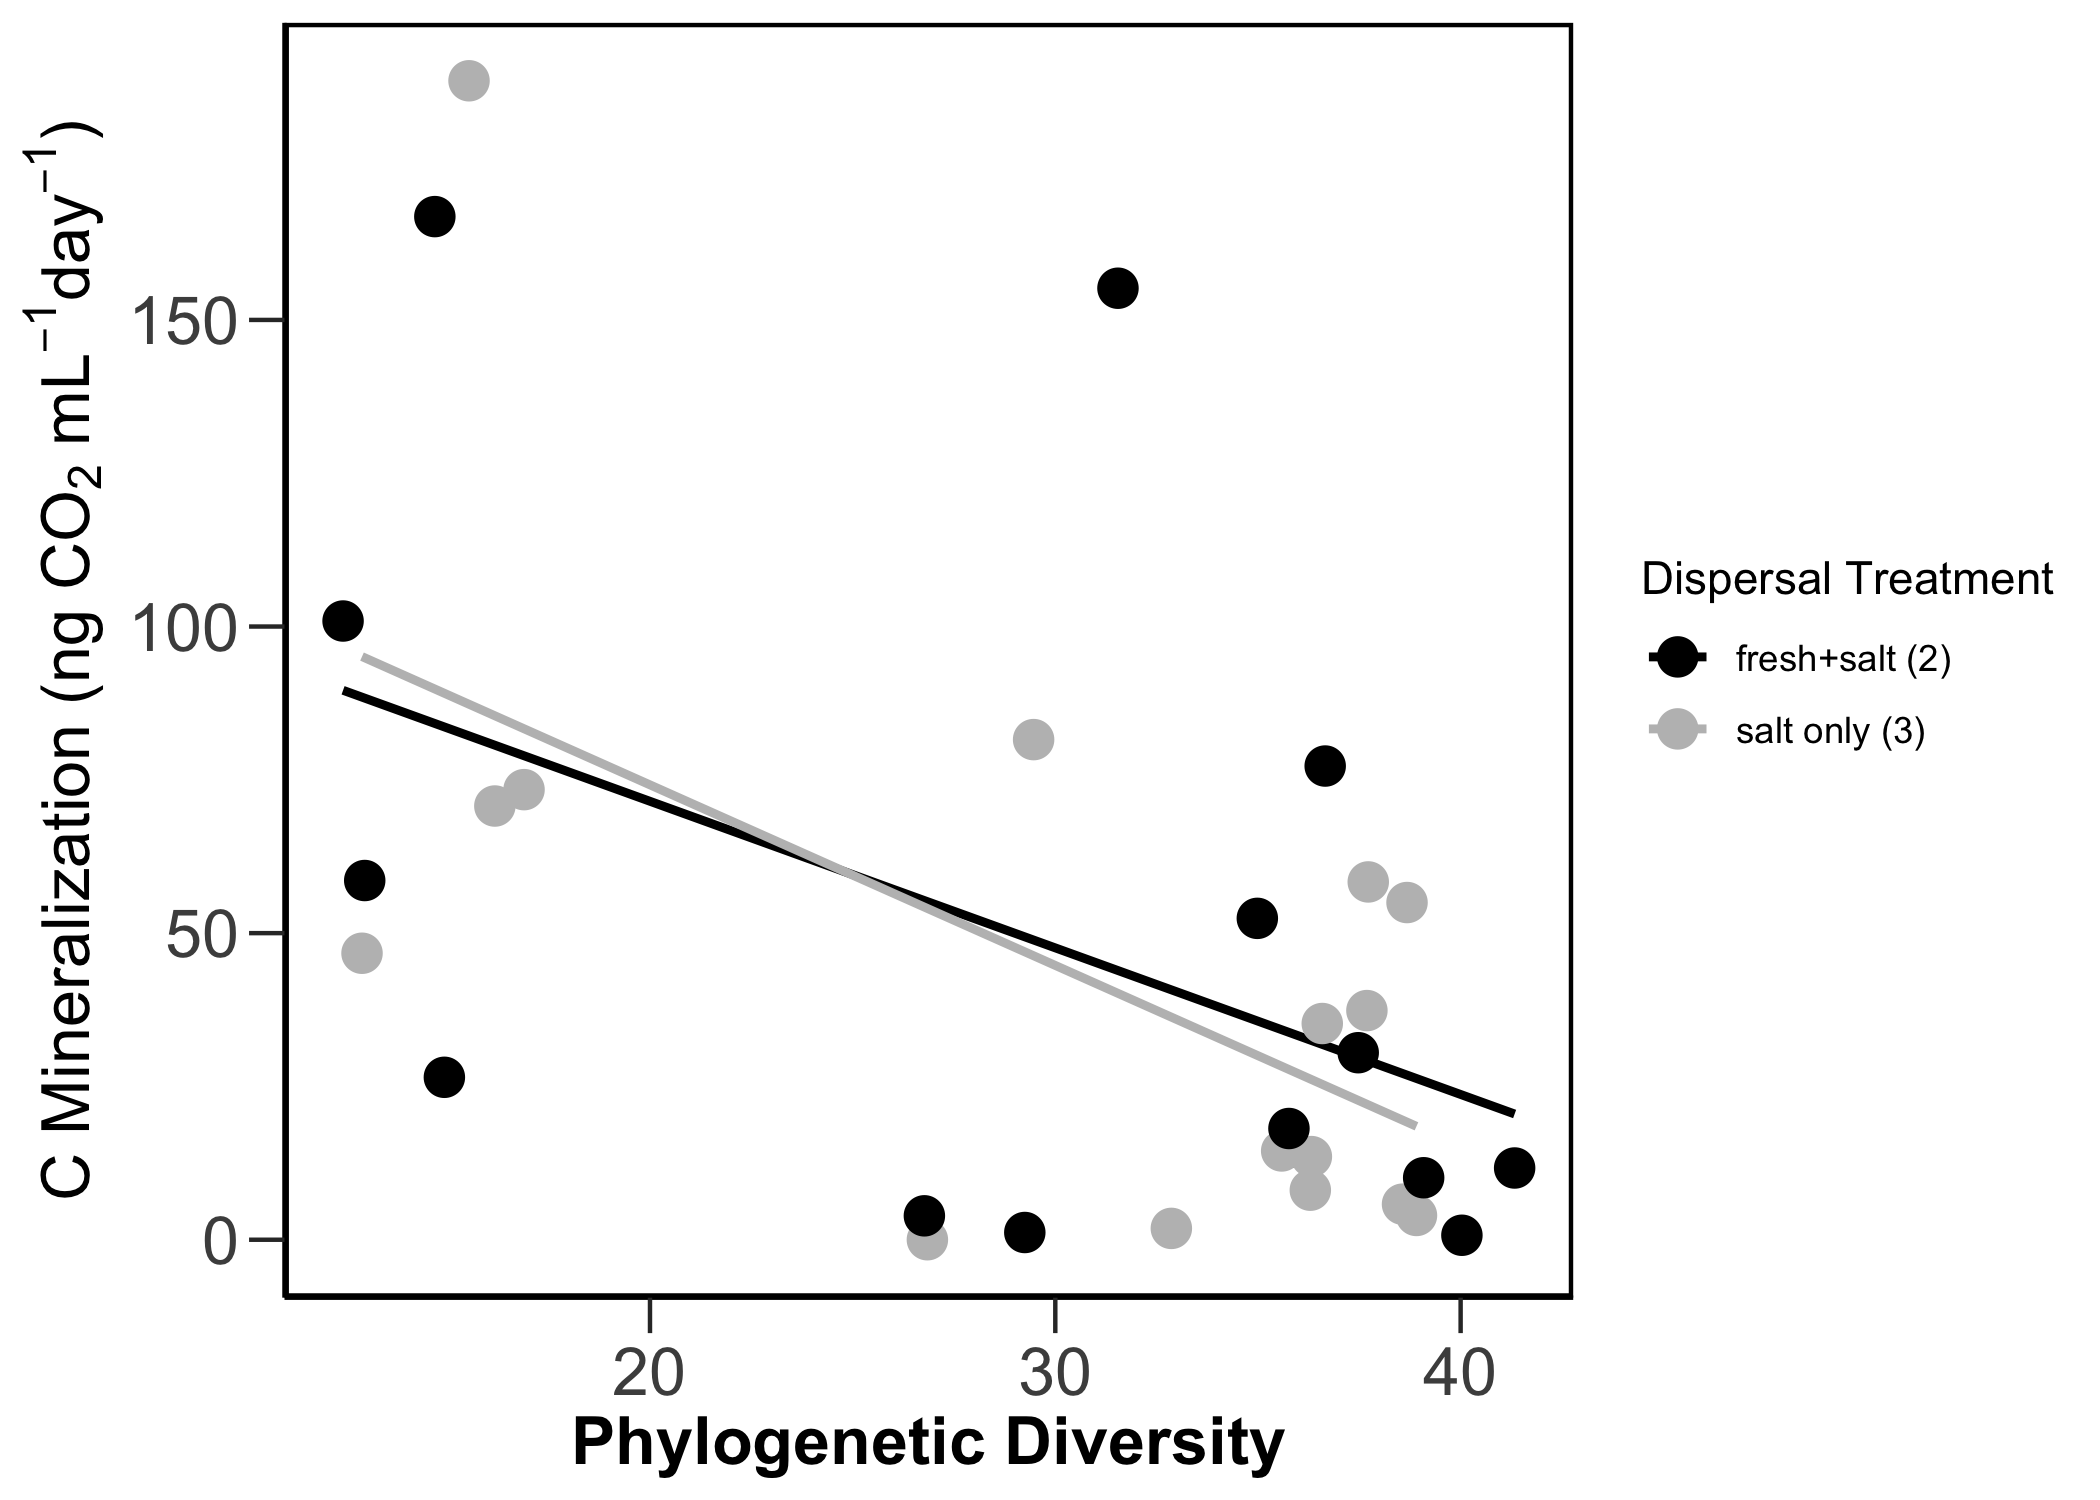 C Mineralization (ng CO₂ mL⁻¹day⁻¹)
150
100
50
0
20 30 40
Phylogenetic Diversity
Dispersal Treatment
fresh+salt (2)
salt only (3)